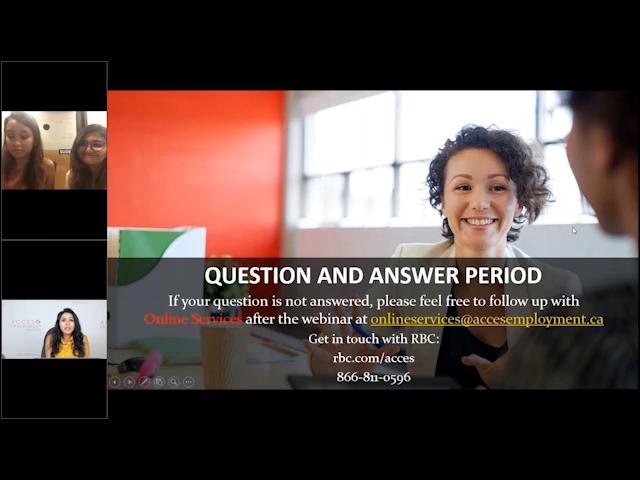 QUESTION AND ANSWER PERIOD
If your question is not answered, please feel free to follow up with
Online Services after the webinar at onlineservices@accesemployment.ca
Get in touch with RBC:
rbc.com/acces
866-811-0596